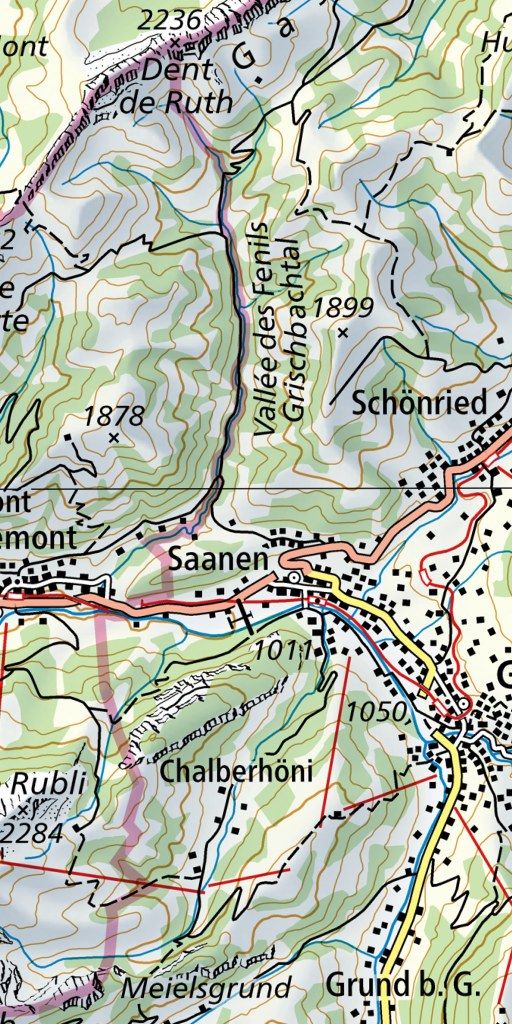 2236
Dent
de Ruth
G. a
1899
Vallée des Fenils
Grischbachtal
Schönried
1878
Saanen
1011
1050
Chalberhöni
Rubli
2284
Meielsgrund
Grund b. G.